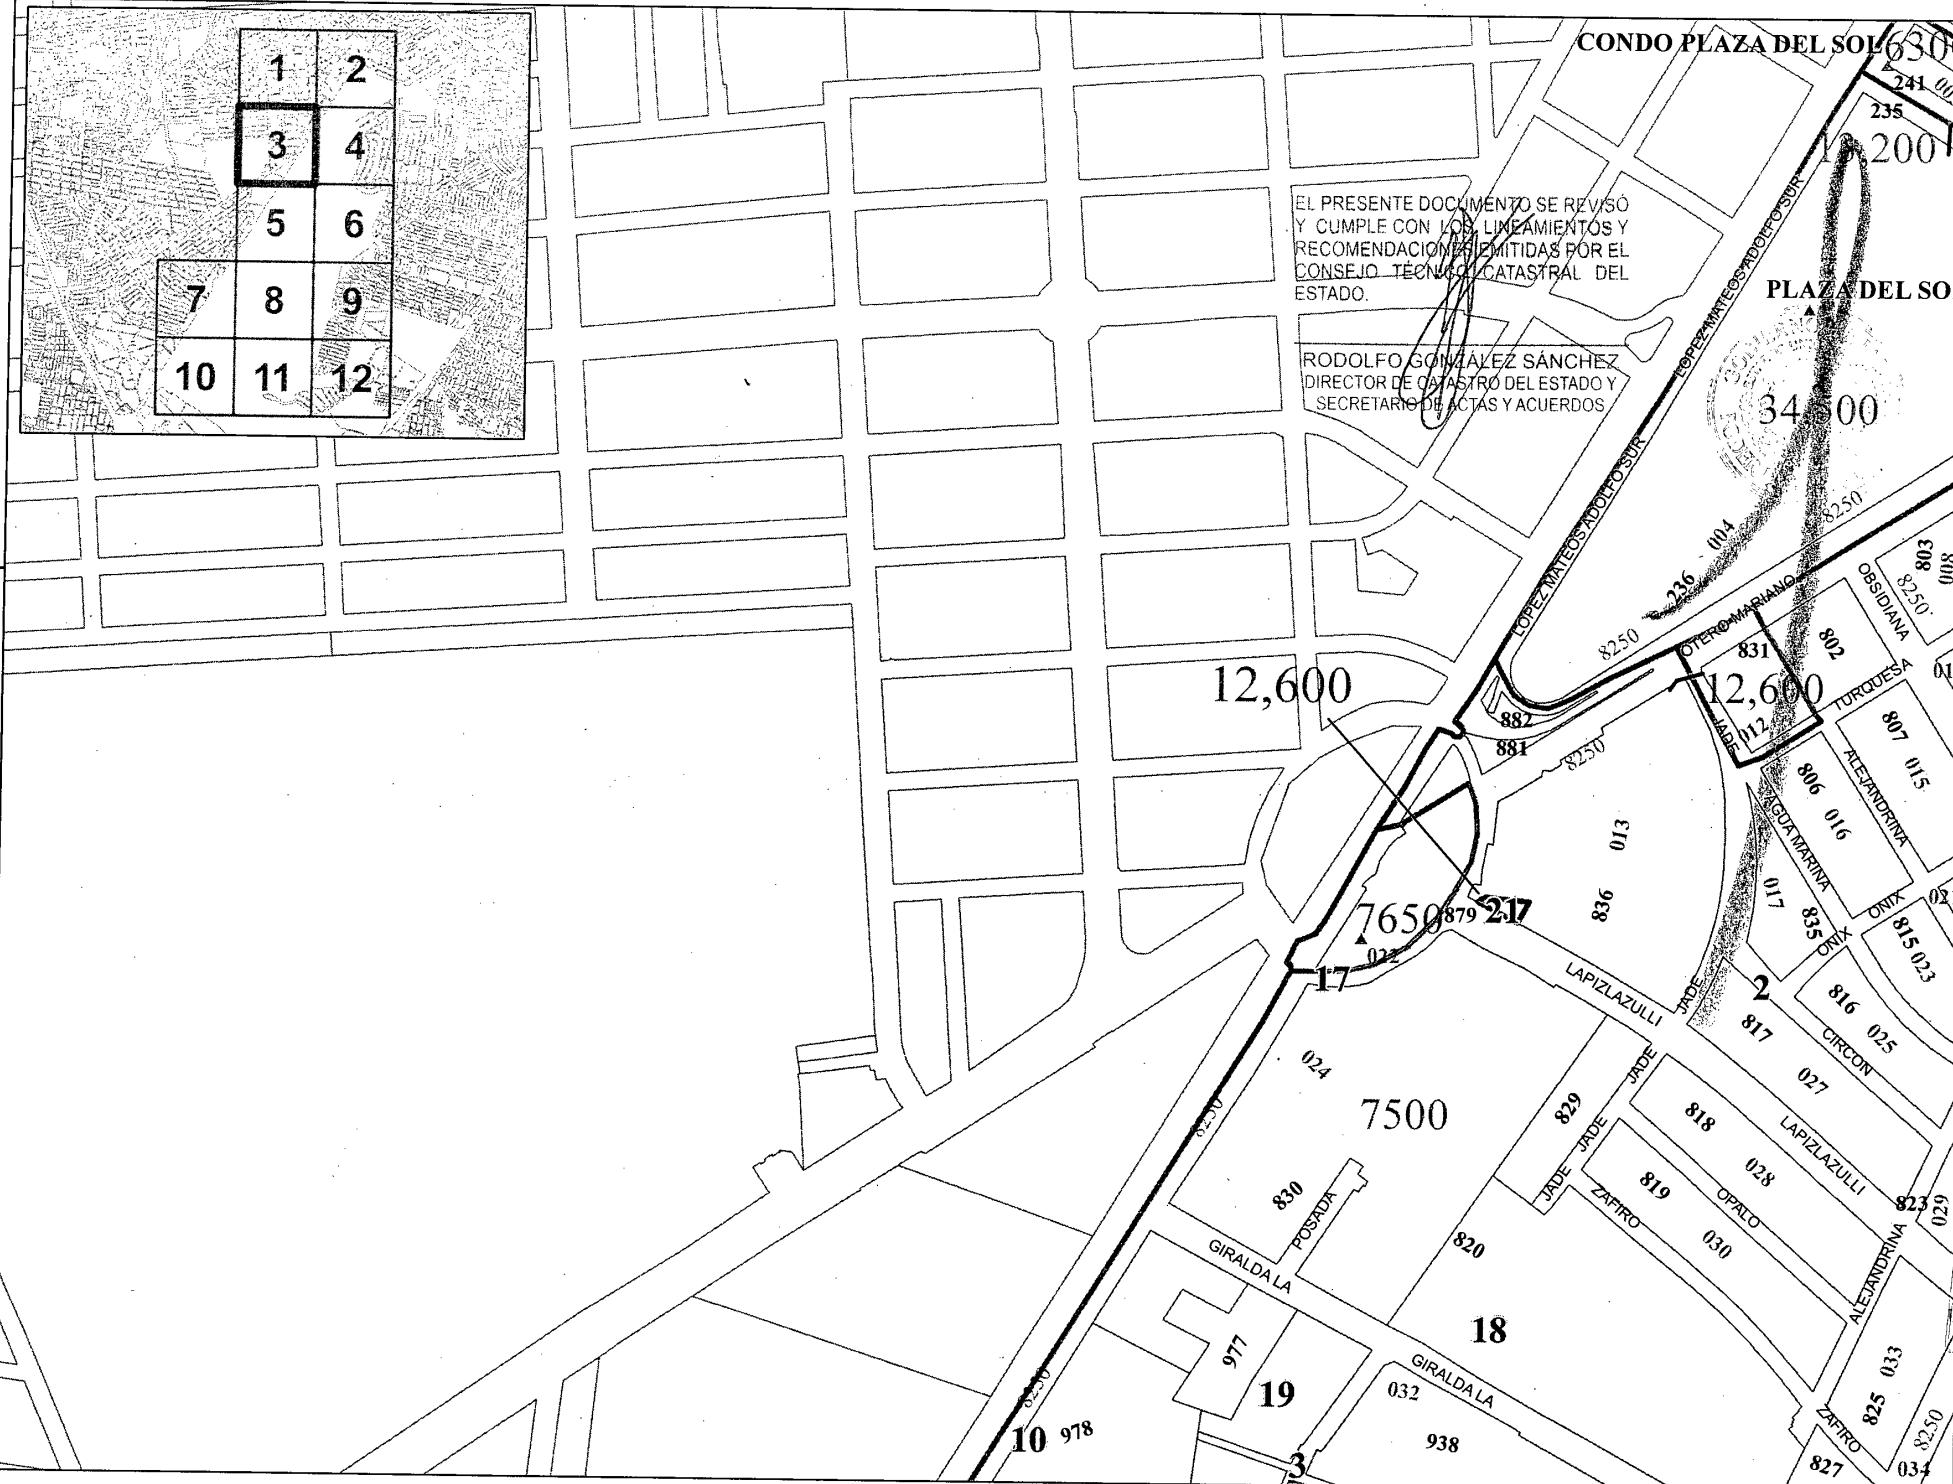 1 2
3 4
5 6
7 8 9
10 11 12
CONDO PLAZA DEL SOL
241
235
EL PRESENTE DOCUMENTO SE REVISÓ
Y CUMPLE CON LOS LINEAMIENTOS Y
RECOMENDACIONES EMITIDAS POR EL
CONSEJO TÉCNICO CATASTRAL DEL
ESTADO.
RODOLFO GONZÁLEZ SÁNCHEZ
DIRECTOR DE CATASTRO DEL ESTADO Y
SECRETARIO DE ACTAS Y ACUERDOS
LOPEZ MATEOS ADOLFO SUR
PLAZA DEL SO
LOPEZ MATEOS ADOLFO SUR
LOPEZ MATEOS ADOLFO SUR
8250
004
236
OTERO MARIANO
8250
803
008
8250
OBSIDIANA
802
831
12,600
TURQUESA
JADE
012
12,600
882
881
8250
807
015
ALEJANDRINA
806
016
AGUA MARINA
013
836
017
835
ONIX
ONIX
815
023
7650
879
217
022
17
LAPIZLAZULLI
JADE
2
817
816
025
CIRCON
027
024
8250
7500
829
JADE
JADE
JADE
818
028
LAPIZLAZULLI
819
OPALO
030
ZAFIRO
823
029
830
POSADA
820
GIRALDA LA
ALEJANDRINA
977
18
19
GIRALDA LA
032
033
825
8250
8250
10
978
938
3
ZAFIRO
827
034